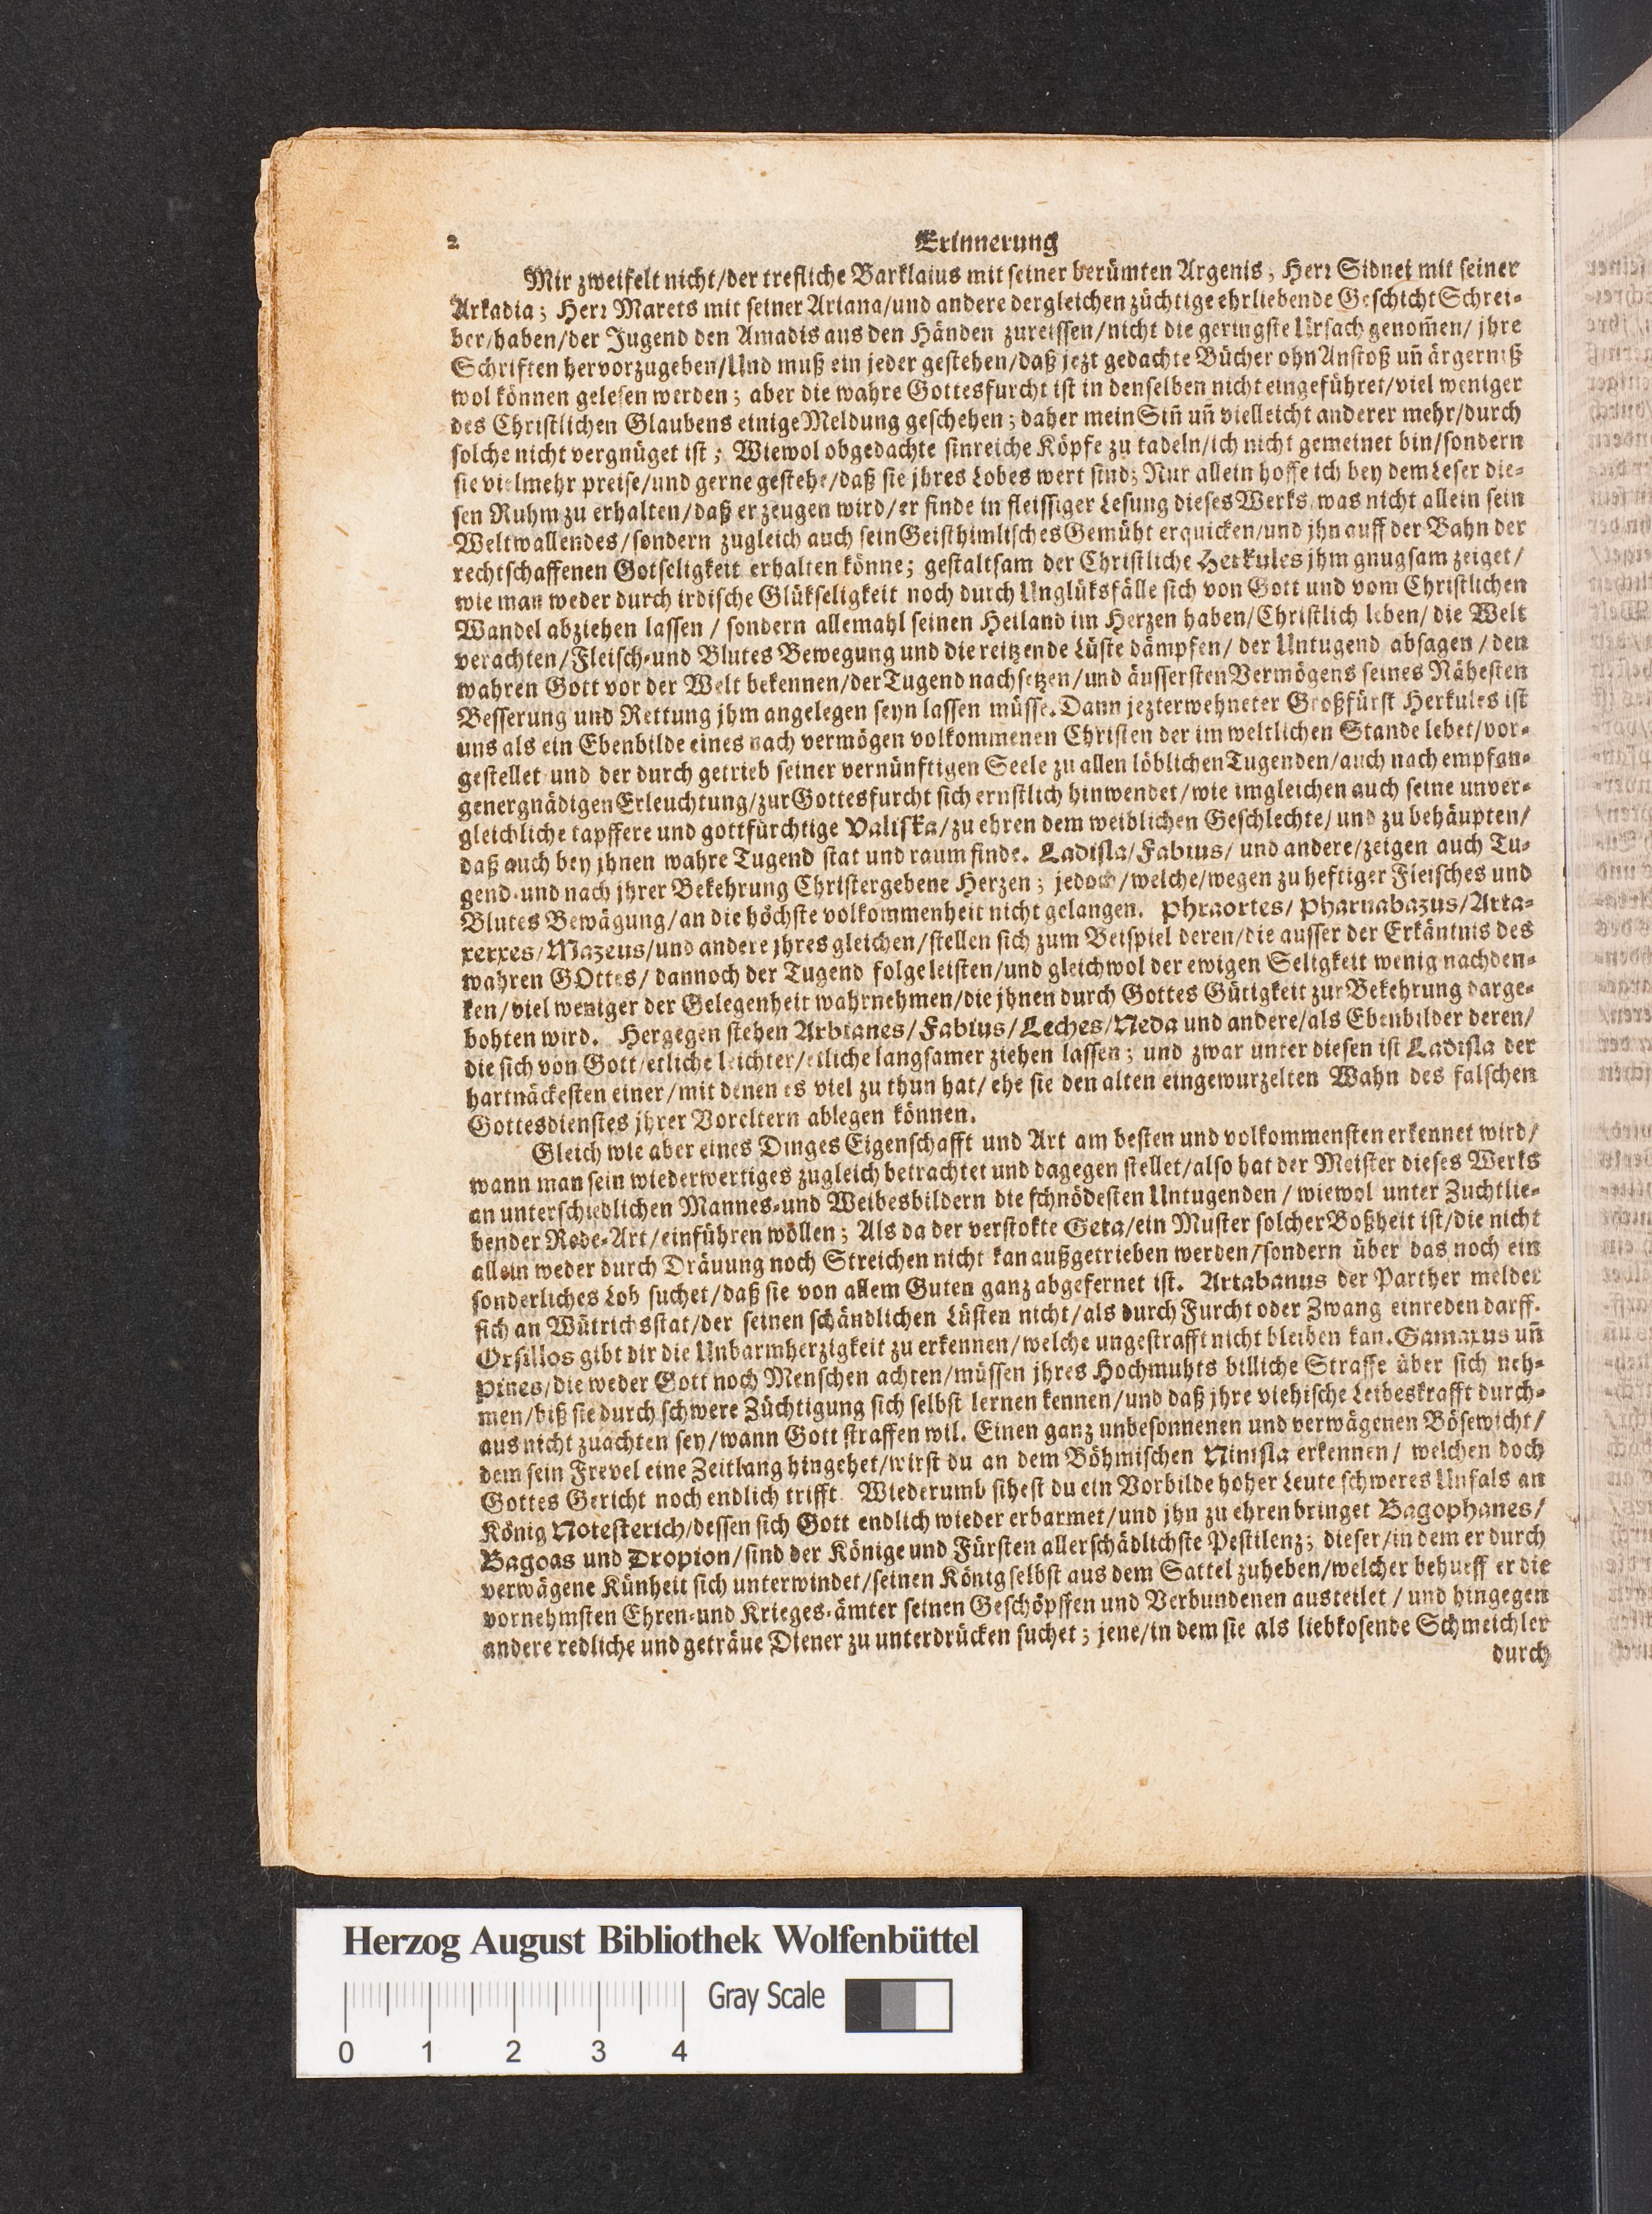 2 Erinnerung
Mir zweifelt nicht/der trefliche Barklaius mit seiner berümten Argenis; Herr Sidnei mit seiner
Arkadia; Herr Marets mit seiner Ariana/und andere dergleichen züchtige ehrliebende GeschichtSchrei-
ber/haben/der Jugend den Amadis aus den Händen zureissen/nicht die geringste Ursach genom̃en/ jhre
Schriften hervorzugeben/Und muß ein jeder gestehen/daß jezt gedachte Bücher ohn Anstoß uñ ärgerniß
wol können gelesen werden; aber die wahre Gottesfurcht ist in denselben nicht eingeführet/viel weniger
des Christlichen Glaubens einige Meldung geschehen; daher mein Siñ uñ vielleicht anderer mehr/durch
solche nicht vergnüget ist; Wiewol obgedachte sinreiche Köpfe zu tadeln/ich nicht gemeinet bin/sondern
sie vielmehr preise/und gerne gestehe/daß sie jhres Lobes wert sind; Nur allein hoffe ich bey dem Leser die-
sen Ruhm zu erhalten/daß er zeugen wird/er finde in fleissiger Lesung dieses Werks was nicht allein sein
Weltwallendes/sondern zugleich auch sein Geisthimlisches Gemüht erquicken/und jhn auff der Bahn der
rechtschaffenen Gotseligkeit erhalten könne; gestaltsam der Christliche Herkules jhm gnugsam zeiget/
wie man weder durch irdische Glükseligkeit noch durch Unglüksfälle sich von Gott und vom Christlichen
Wandel abziehen lassen / sondern allemahl seinen Heiland im Herzen haben/Christlich leben/ die Welt
verachten/Fleisch-und Blutes Bewegung und die reitzende Lüste dämpfen/ der Untugend absagen / den
wahren Gott vor der Welt bekennen/der Tugend nachsetzen/und äussersten Vermögens seines Nähesten
Besserung und Rettung jhm angelegen seyn lassen müsse. Dann jezterwehneter Großfürst Herkules ist
uns als ein Ebenbilde eines nach vermögen volkommenen Christen der im weltlichen Stande lebet/vor-
gestellet und der durch getrieb seiner vernünftigen Seele zu allen löblichen Tugenden/auch nach empfan-
gener gnädigen Erleuchtung/zur Gottesfurcht sich ernstlich hinwendet/wie imgleichen auch seine unver-
gleichliche tapffere und gottfürchtige Valiska/zu ehren dem weiblichen Geschlechte/ und zu behäupten/
daß auch bey jhnen wahre Tugend stat und raum finde. Ladisla/Fabius/ und andere/zeigen auch Tu-
gend-und nach jhrer Bekehrung Christergebene Herzen; jedoch/welche/wegen zu heftiger Fleisches und
Blutes Bewägung/an die höchste volkommenheit nicht gelangen. Phraortes/ Pharnabazus/Arta-
xerxes/Mazeus/und andere jhres gleichen/stellen sich zum Beispiel deren/die ausser der Erkäntnis des
wahren GOttes/ dannoch der Tugend folge leisten/und gleichwol der ewigen Seligkeit wenig nachden-
ken/viel weniger der Gelegenheit wahrnehmen/die jhnen durch Gottes Gütigkeit zur Bekehrung darge-
bohten wird. Hergegen stehen Arbianes/Fabius/Leches/Neda und andere/als Ebenbilder deren/
die sich von Gott/etliche leichter/etliche langsamer ziehen lassen; und zwar unter diesen ist Ladisla der
hartnäckesten einer/mit denen es viel zu thun hat/ ehe sie den alten eingewurzelten Wahn des falschen
Gottesdienstes jhrer Voreltern ablegen können.
Gleich wie aber eines Dinges Eigenschafft und Art am besten und volkommensten erkennet wird/
wann man sein wiederwertiges zugleich betrachtet und dagegen stellet/also hat der Meister dieses Werks
an unterschiedlichen Mannes-und Weibesbildern die schnödesten Untugenden / wiewol unter Zuchtlie-
bender Rede-Art/einführen wöllen; Als da der verstokte Geta/ein Muster solcher Boßheit ist/die nicht
allein weder durch Dräuung noch Streichen nicht kan außgetrieben werden/sondern über das noch ein
sonderliches Lob suchet/daß sie von allem Guten ganz abgefernet ist. Artabanus der Parther meldet
sich an Wütrichsstat/der seinen schändlichen Lüsten nicht/als durch Furcht oder Zwang einreden darff.
Orsillos gibt dir die Unbarmherzigkeit zu erkennen/welche ungestrafft nicht bleiben kan. Gamaxus uñ
Pines/die weder Gott noch Menschen achten/müssen jhres Hochmuhts billiche Straffe über sich neh-
men/biß sie durch schwere Züchtigung sich selbst lernen kennen/und daß jhre viehische Leibeskrafft durch-
aus nicht zuachten sey/wann Gott straffen wil. Einen ganz unbesonnenen und verwägenen Bösewicht/
dem sein Frevel eine Zeitlang hingehet/wirst du an dem Böhmischen Ninisla erkennen/ welchen doch
Gottes Gericht noch endlich trifft. Wiederumb sihest du ein Vorbilde hoher Leute schweres Unfals an
König Notesterich/dessen sich Gott endlich wieder erbarmet/und jhn zu ehren bringet Bagophanes/
Bagoas und Dropion/sind der Könige und Fürsten allerschädlichste Pestilenz; dieser/in dem er durch
verwägene Künheit sich unterwindet/seinen König selbst aus dem Sattel zuheben/welcher behueff er die
vornehmsten Ehren-und Krieges-ämter seinen Geschöpffen und Verbundenen austeilet / und hingegen
andere redliche und geträue Diener zu unterdrücken suchet; jene/in dem sie als liebkosende Schmeichler
durch
Herzog August Bibliothek Wolfenbüttel
Gray Scale
0 1 2 3 4